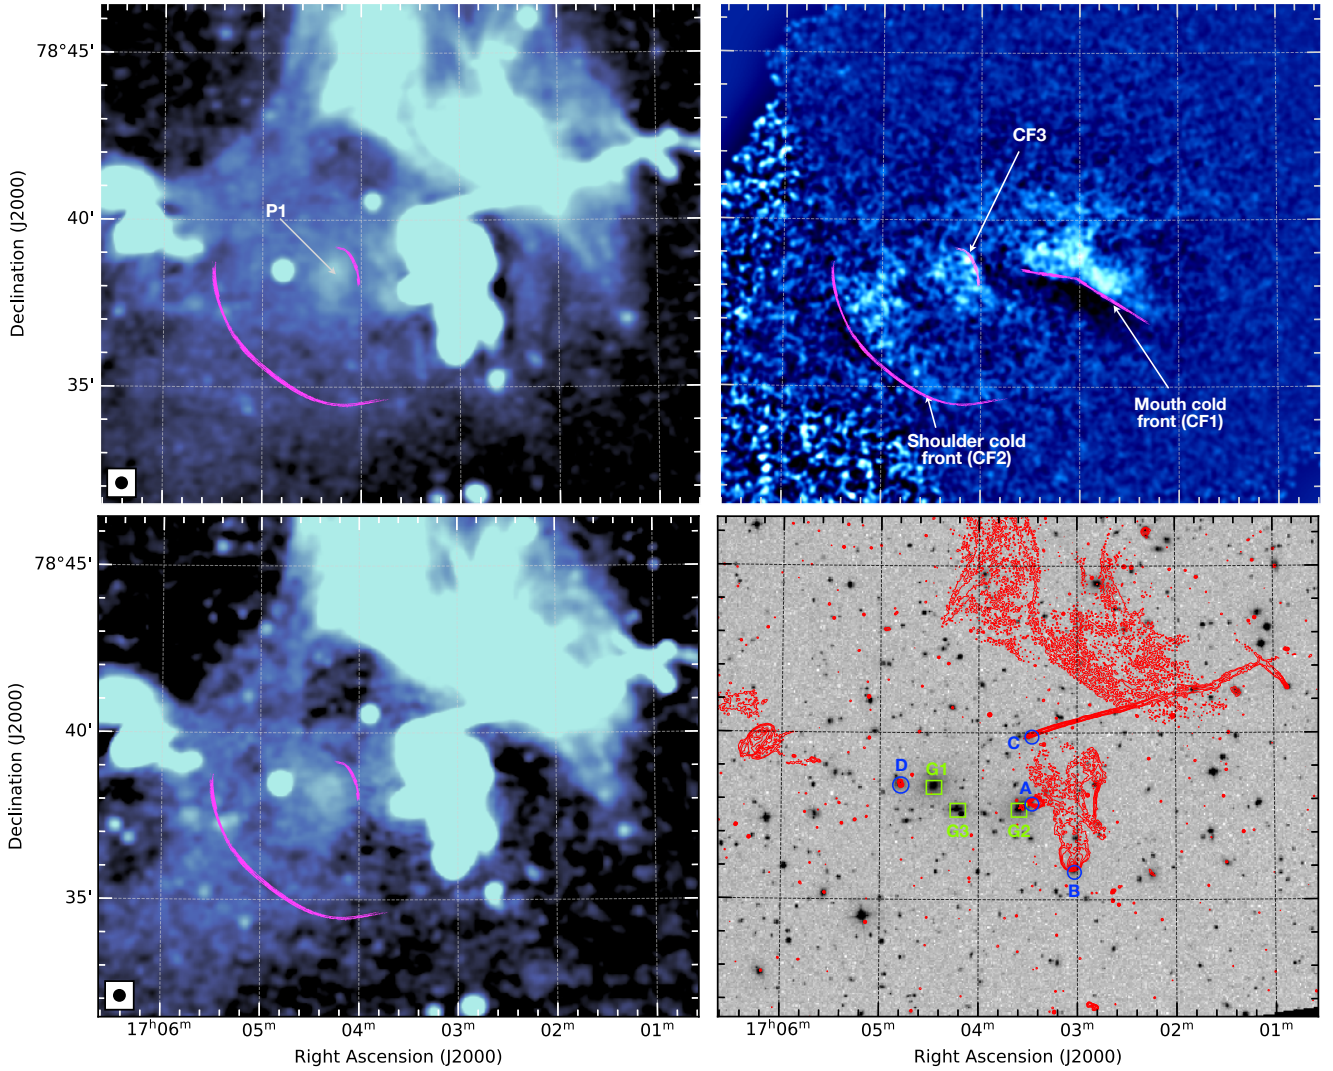 78°45'
40'
35'
Declination (J2000)
P1
CF3
Mouth cold
front (CF1)
Shoulder cold
front (CF2)
78°45'
40'
35'
Declination (J2000)
17ʰ06ᵐ
05ᵐ
04ᵐ
03ᵐ
02ᵐ
01ᵐ
Right Ascension (J2000)
C
D
G1
A
G3
G2
B
17ʰ06ᵐ
05ᵐ
04ᵐ
03ᵐ
02ᵐ
01ᵐ
Right Ascension (J2000)